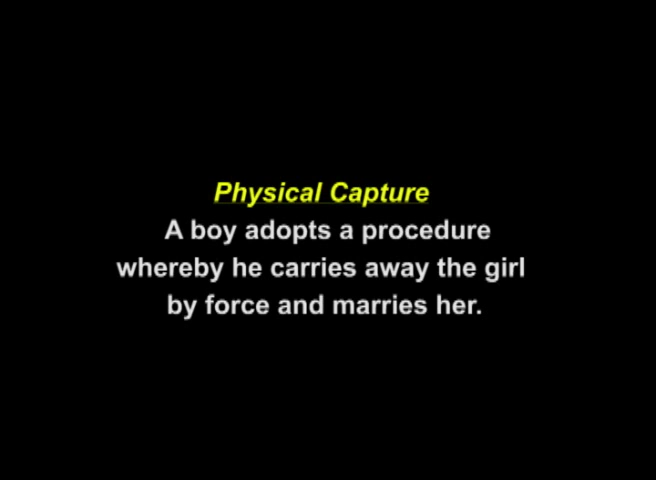 Physical Capture
A boy adopts a procedure
whereby he carries away the girl
by force and marries her.